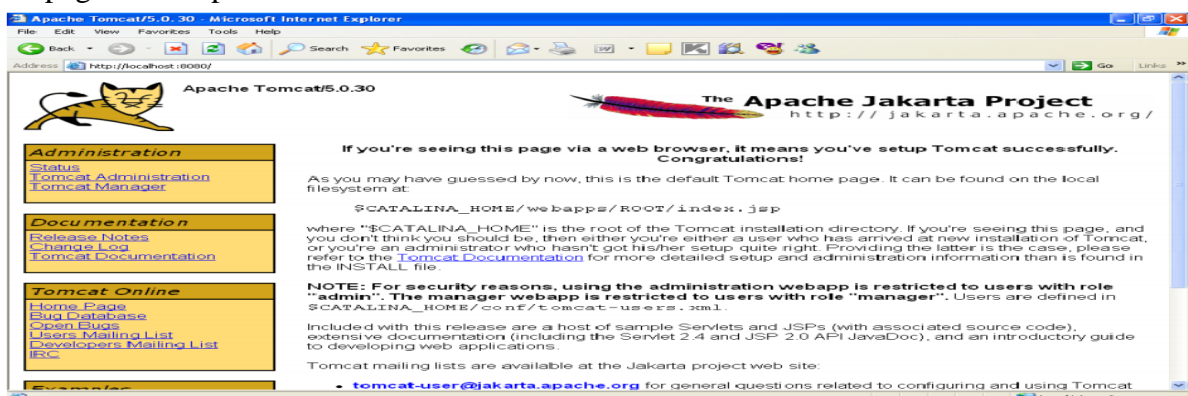 Apache Tomcat/5.0.30 - Microsoft Internet Explorer
File Edit View Favorites Tools Help
Back Search Favorites
Address http://localhost:8080/ Go Links »
Apache Tomcat/5.0.30
The Apache Jakarta Project
http://jakarta.apache.org/
Administration
Status
Tomcat Administration
Tomcat Manager
Documentation
Release Notes
Change Log
Tomcat Documentation
Tomcat Online
Home Page
Bug Database
Open Bugs
Users Mailing List
Developers Mailing List
IRC
Examples
If you're seeing this page via a web browser, it means you've setup Tomcat successfully.
Congratulations!
As you may have guessed by now, this is the default Tomcat home page. It can be found on the local
filesystem at:
$CATALINA_HOME/webapps/ROOT/index.jsp
where "$CATALINA_HOME" is the root of the Tomcat installation directory. If you're seeing this page, and
you don't think you should be, then either you're either a user who has arrived at new installation of Tomcat,
or you're an administrator who hasn't got his/her setup quite right. Providing the latter is the case, please
refer to the Tomcat Documentation for more detailed setup and administration information than is found in
the INSTALL file.
NOTE: For security reasons, using the administration webapp is restricted to users with role
"admin". The manager webapp is restricted to users with role "manager". Users are defined in
$CATALINA_HOME/conf/tomcat-users.xml.
Included with this release are a host of sample Servlets and JSPs (with associated source code),
extensive documentation (including the Servlet 2.4 and JSP 2.0 API JavaDoc), and an introductory guide
to developing web applications.
Tomcat mailing lists are available at the Jakarta project web site:
• tomcat-user@jakarta.apache.org for general questions related to configuring and using Tomcat